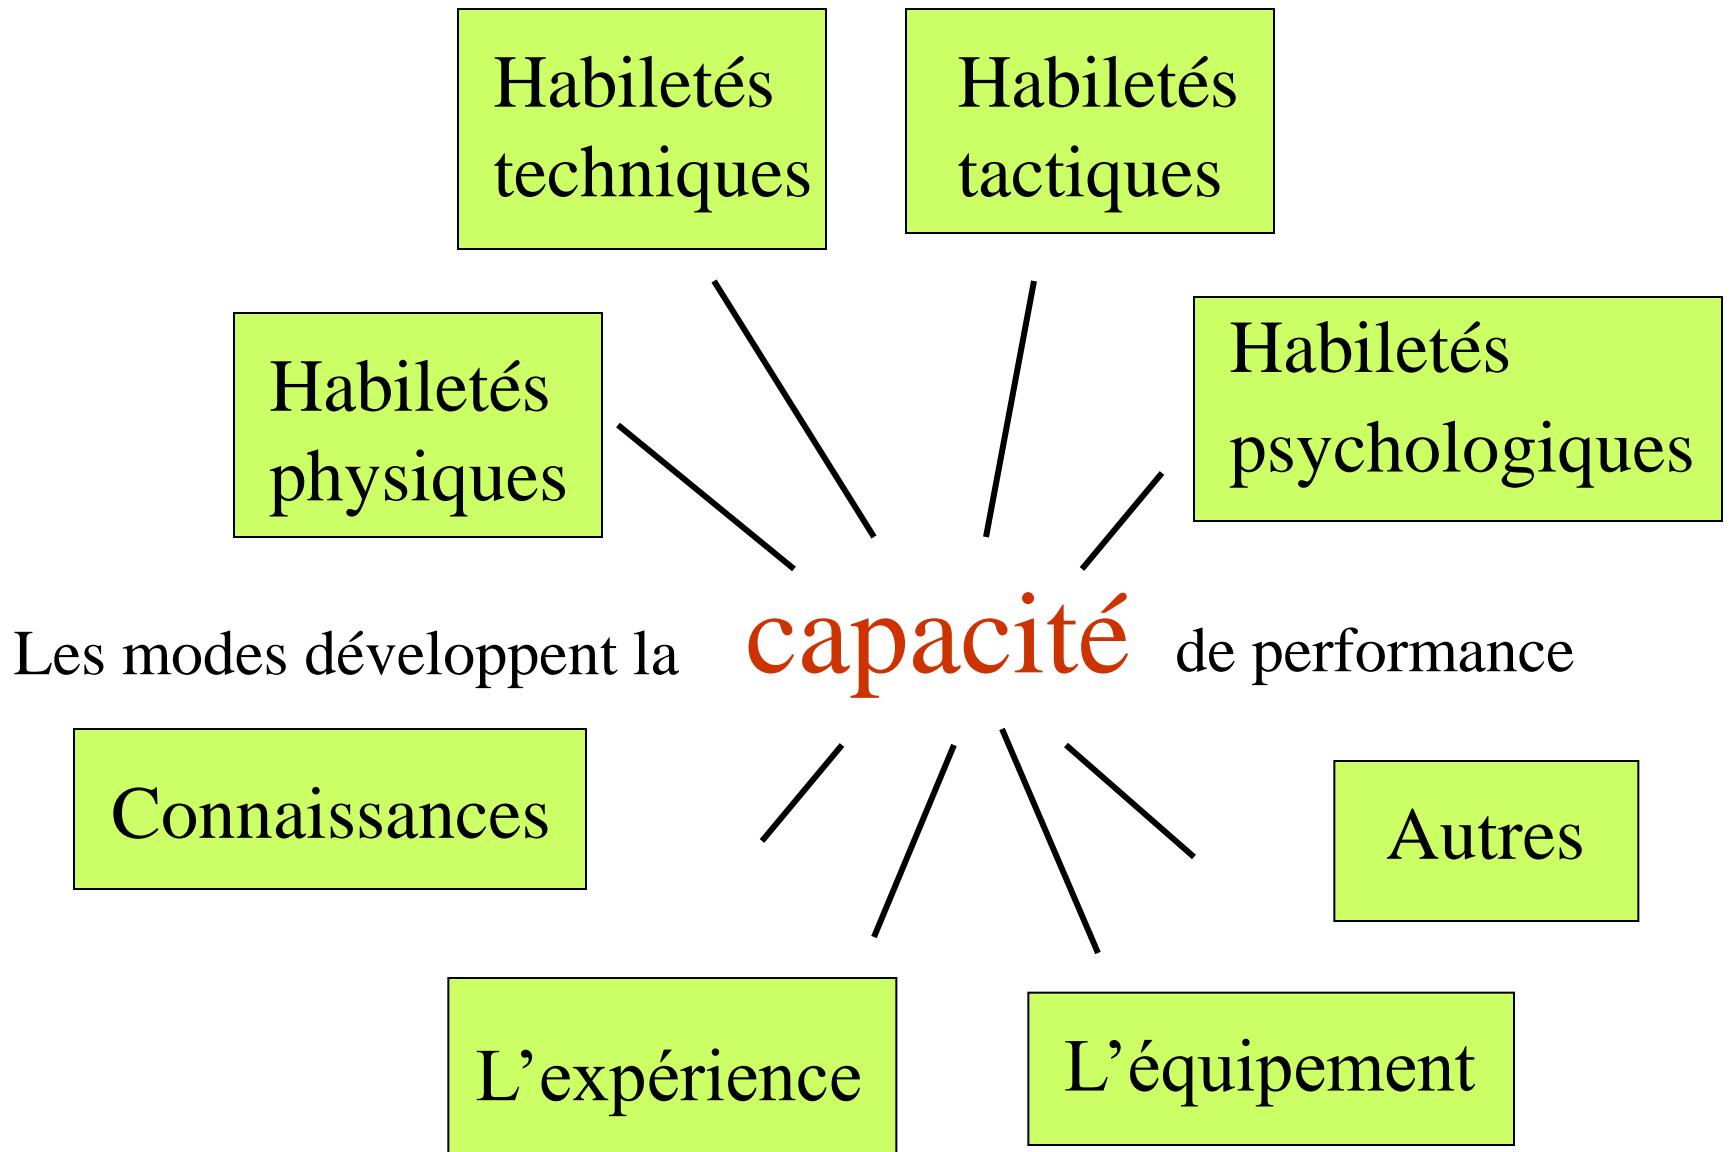 Habiletés
techniques
Habiletés
tactiques
Habiletés
physiques
Habiletés
psychologiques
Les modes développent la capacité de performance
Connaissances
Autres
L’expérience
L’équipement